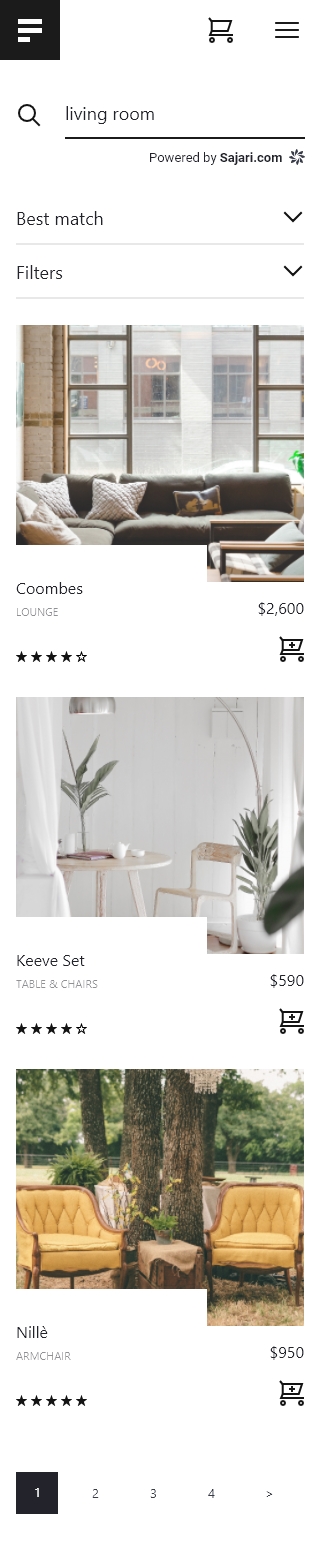 living room
Powered by Sajari.com
Best match
Filters
Coombes
LOUNGE
$2,600
Keeve Set
TABLE & CHAIRS
$590
Nillè
ARMCHAIR
$950
1 2 3 4 >